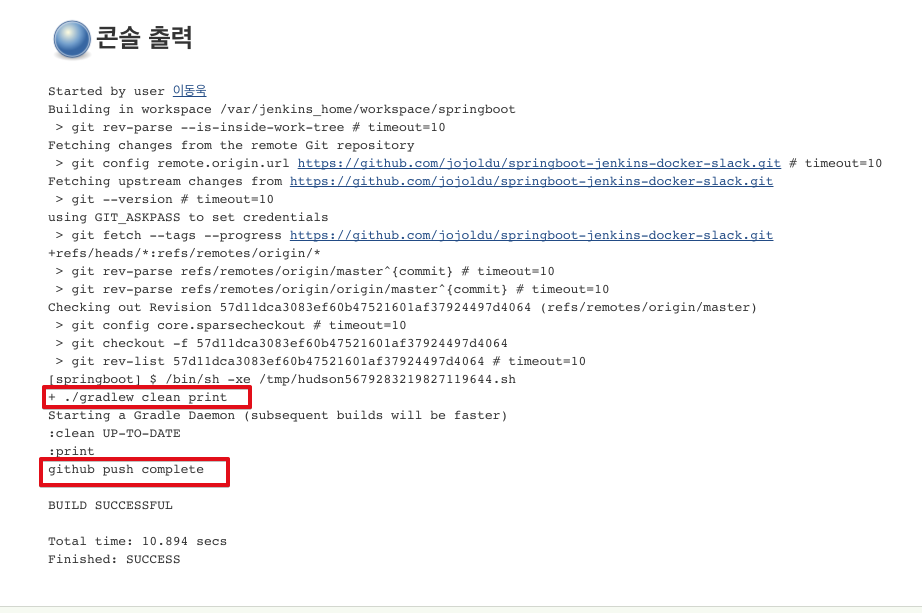 콘솔 출력
Started by user 이동욱
Building in workspace /var/jenkins_home/workspace/springboot
> git rev-parse --is-inside-work-tree # timeout=10
Fetching changes from the remote Git repository
> git config remote.origin.url https://github.com/jojoldu/springboot-jenkins-docker-slack.git # timeout=10
Fetching upstream changes from https://github.com/jojoldu/springboot-jenkins-docker-slack.git
> git --version # timeout=10
using GIT_ASKPASS to set credentials
> git fetch --tags --progress https://github.com/jojoldu/springboot-jenkins-docker-slack.git
+refs/heads/*:refs/remotes/origin/*
> git rev-parse refs/remotes/origin/master^{commit} # timeout=10
> git rev-parse refs/remotes/origin/origin/master^{commit} # timeout=10
Checking out Revision 57d11dca3083ef60b47521601af37924497d4064 (refs/remotes/origin/master)
> git config core.sparsecheckout # timeout=10
> git checkout -f 57d11dca3083ef60b47521601af37924497d4064
> git rev-list 57d11dca3083ef60b47521601af37924497d4064 # timeout=10
[springboot] $ /bin/sh -xe /tmp/hudson5679283219827119644.sh
+ ./gradlew clean print
Starting a Gradle Daemon (subsequent builds will be faster)
:clean UP-TO-DATE
:print
github push complete
BUILD SUCCESSFUL
Total time: 10.894 secs
Finished: SUCCESS